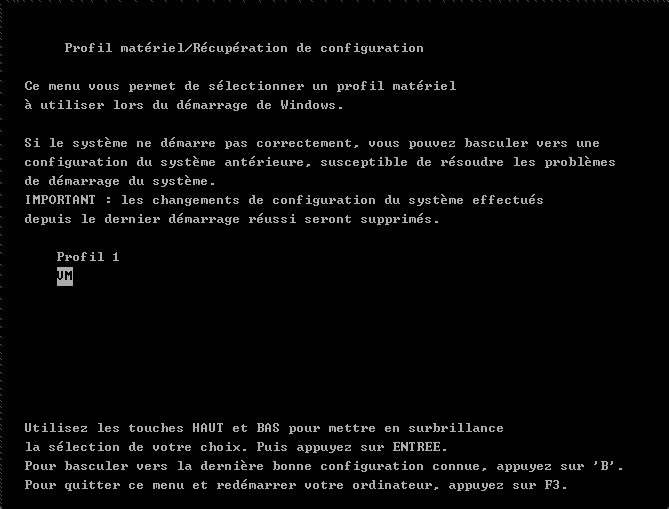 Profil matériel/Récupération de configuration
Ce menu vous permet de sélectionner un profil matériel
à utiliser lors du démarrage de Windows.
Si le système ne démarre pas correctement, vous pouvez basculer vers une
configuration du système antérieure, susceptible de résoudre les problèmes
de démarrage du système.
IMPORTANT : les changements de configuration du système effectués
depuis le dernier démarrage réussi seront supprimés.
Profil 1
VM
Utilisez les touches HAUT et BAS pour mettre en surbrillance
la sélection de votre choix. Puis appuyez sur ENTREE.
Pour basculer vers la dernière bonne configuration connue, appuyez sur 'B'.
Pour quitter ce menu et redémarrer votre ordinateur, appuyez sur F3.